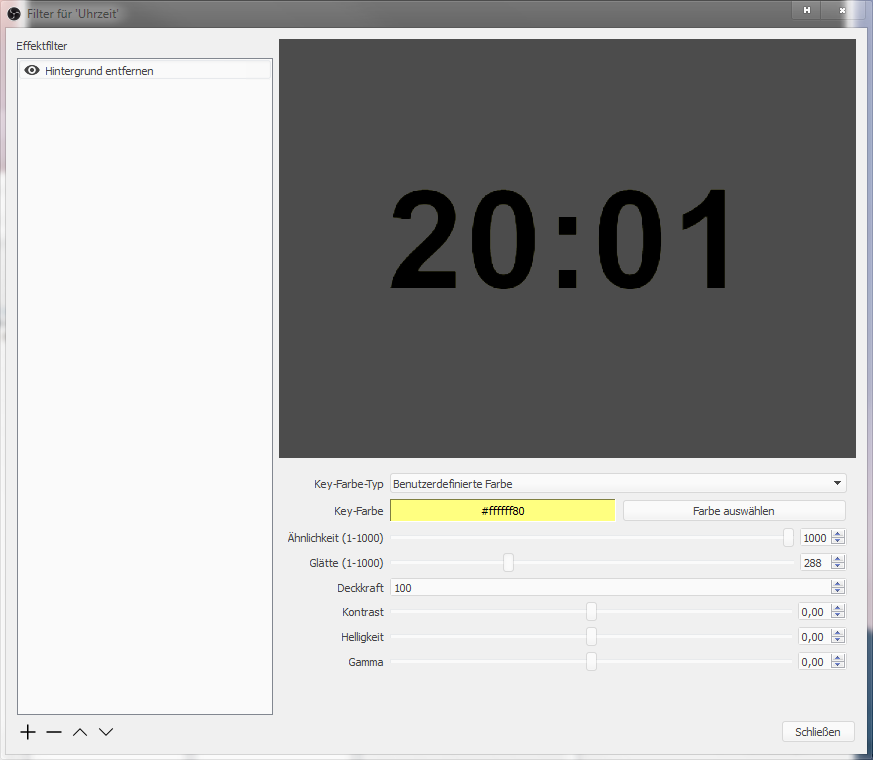 Filter für 'Uhrzeit'
Effektfilter
Hintergrund entfernen
20:01
Key-Farbe-Typ Benutzerdefinierte Farbe
Key-Farbe #ffffff80 Farbe auswählen
Ähnlichkeit (1-1000) 1000
Glätte (1-1000) 288
Deckkraft 100
Kontrast 0,00
Helligkeit 0,00
Gamma 0,00
Schließen